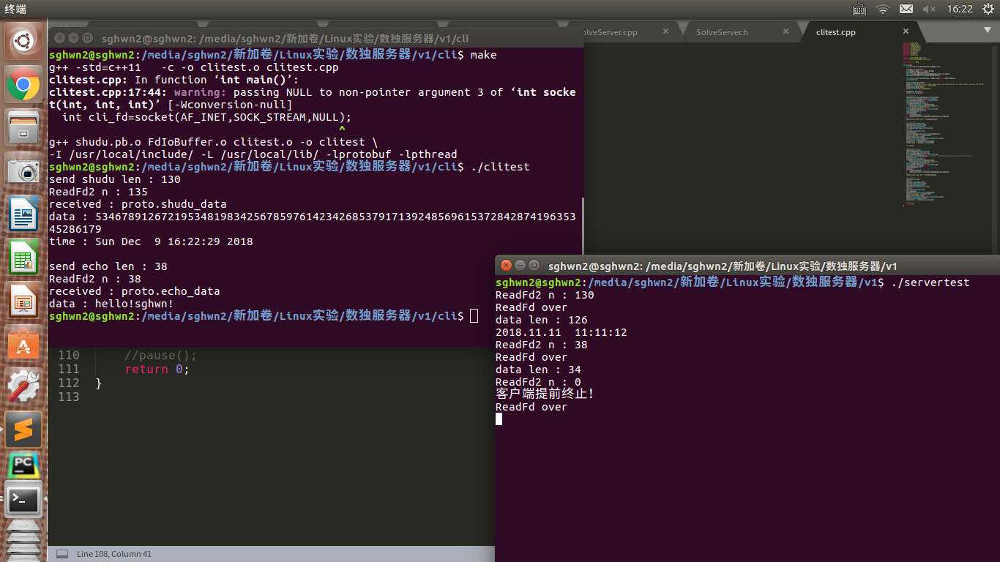 终端
16:22
sghwn2@sghwn2: /media/sghwn2/新加卷/Linux实验/数独服务器/v1/cli
olveServer.cpp
SolveServer.h
clitest.cpp
sghwn2@sghwn2:/media/sghwn2/新加卷/Linux实验/数独服务器/v1/cli$ make
g++ -std=c++11   -c -o clitest.o clitest.cpp
clitest.cpp: In function ‘int main()’:
clitest.cpp:17:44: warning: passing NULL to non-pointer argument 3 of ‘int socke
t(int, int, int)’ [-Wconversion-null]
  int cli_fd=socket(AF_INET,SOCK_STREAM,NULL);
^
g++ shudu.pb.o FdIoBuffer.o clitest.o -o clitest \
-I /usr/local/include/ -L /usr/local/lib/ -lprotobuf -lpthread
sghwn2@sghwn2:/media/sghwn2/新加卷/Linux实验/数独服务器/v1/cli$ ./clitest
send shudu len : 130
ReadFd2 n : 135
received : proto.shudu_data
data : 534678912672195348198342567859761423426853791713924856961537284287419635​3
45286179
time : Sun Dec  9 16:22:29 2018
send echo len : 38
ReadFd2 n : 38
received : proto.echo_data
data : hello!sghwn!
sghwn2@sghwn2:/media/sghwn2/新加卷/Linux实验/数独服务器/v1/cli$
110 //pause();
111 return 0;
112 }
113
Line 108, Column 41
sghwn2@sghwn2: /media/sghwn2/新加卷/Linux实验/数独服务器/v1
sghwn2@sghwn2:/media/sghwn2/新加卷/Linux实验/数独服务器/v1$ ./servertest
ReadFd2 n : 130
ReadFd over
data len : 126
2018.11.11  11:11:12
ReadFd2 n : 38
ReadFd over
data len : 34
ReadFd2 n : 0
客户端提前终止！
ReadFd over
PC